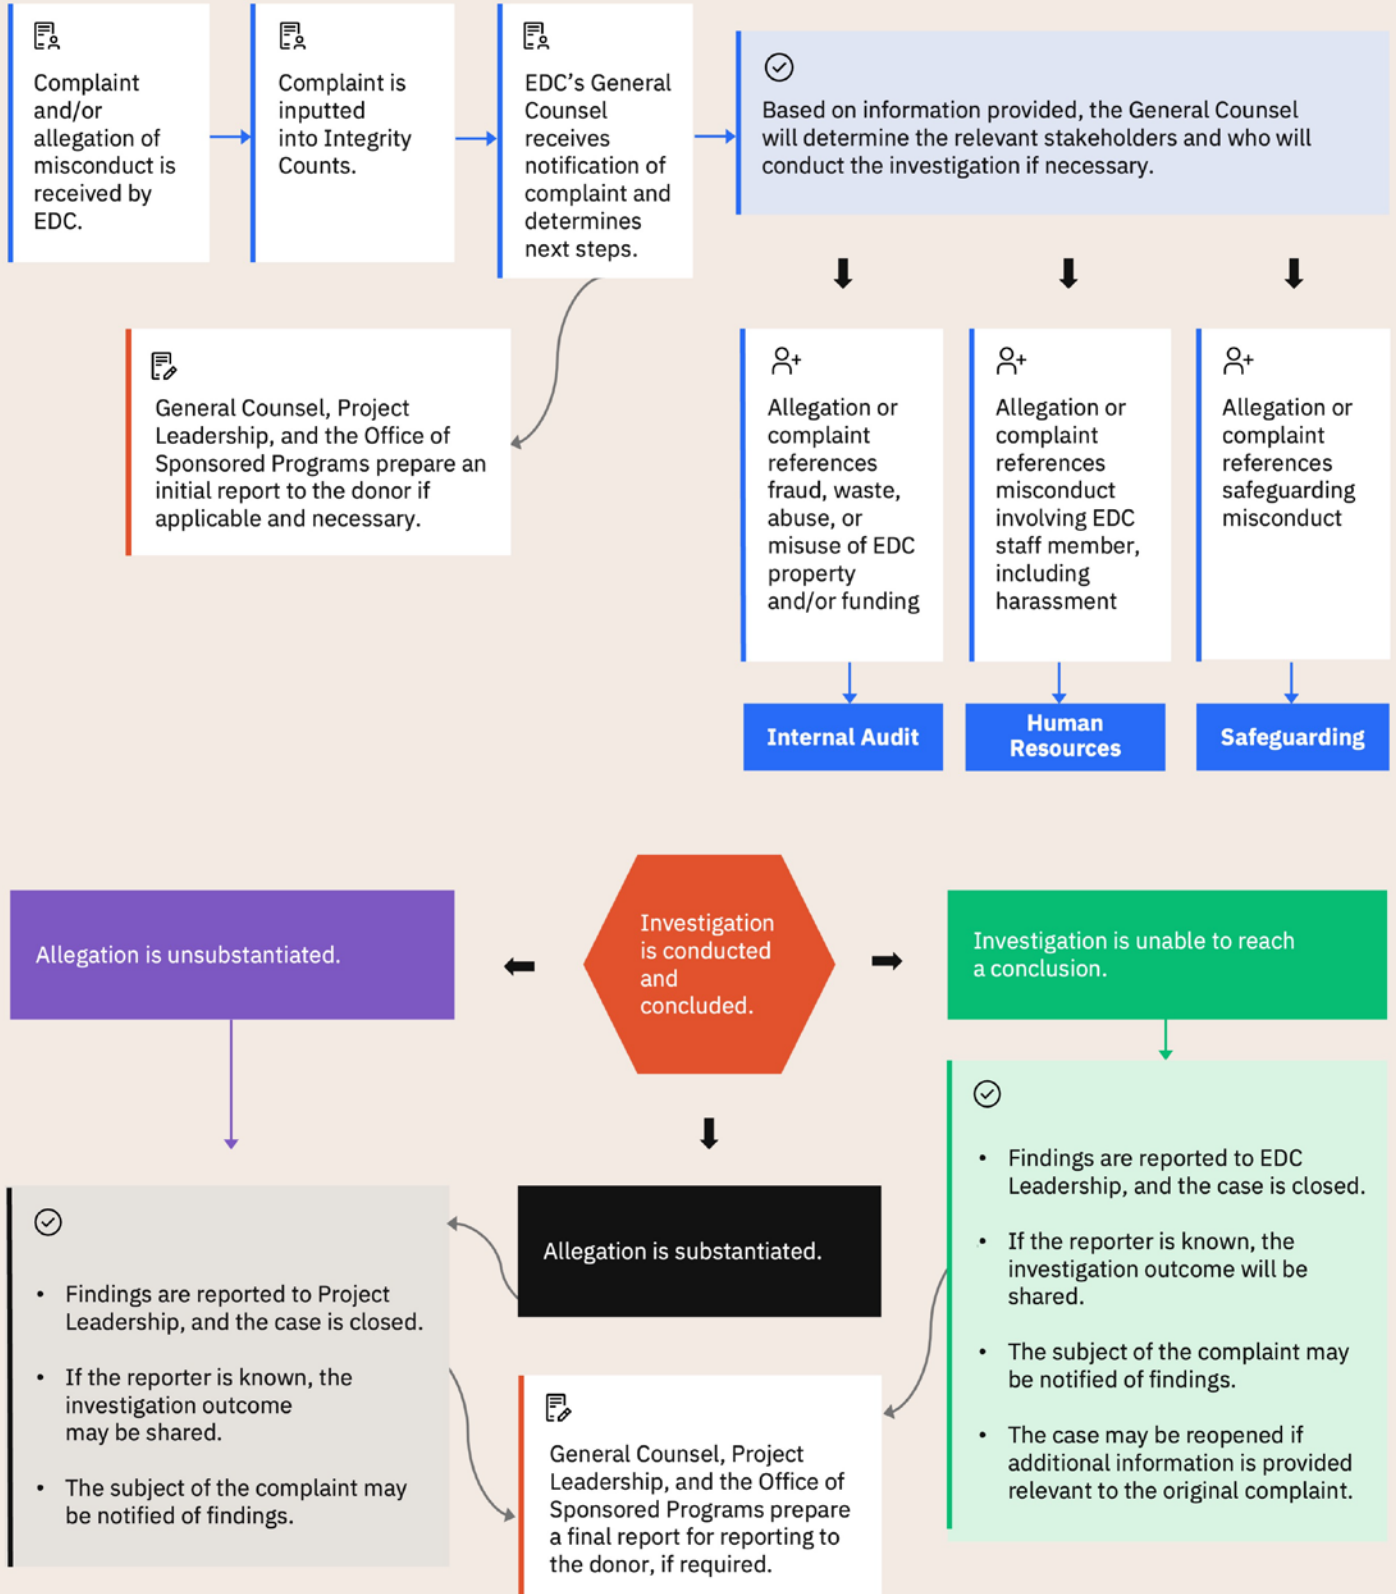 Complaint
and/or
allegation of
misconduct is
received by
EDC.
Complaint is
inputted
into Integrity
Counts.
EDC’s General
Counsel
receives
notification of
complaint and
determines
next steps.
Based on information provided, the General Counsel
will determine the relevant stakeholders and who will
conduct the investigation if necessary.
General Counsel, Project
Leadership, and the Office of
Sponsored Programs prepare an
initial report to the donor if
applicable and necessary.
Allegation or
complaint
references
fraud, waste,
abuse, or
misuse of EDC
property
and/or funding
Allegation or
complaint
references
misconduct
involving EDC
staff member,
including
harassment
Allegation or
complaint
references
safeguarding
misconduct
Internal Audit
Human
Resources
Safeguarding
Allegation is unsubstantiated.
Investigation
is conducted
and
concluded.
Investigation is unable to reach
a conclusion.
Allegation is substantiated.
• Findings are reported to Project
Leadership, and the case is closed.
• If the reporter is known, the
investigation outcome
may be shared.
• The subject of the complaint may
be notified of findings.
General Counsel, Project
Leadership, and the Office of
Sponsored Programs prepare
a final report for reporting to
the donor, if required.
• Findings are reported to EDC
Leadership, and the case is closed.
• If the reporter is known, the
investigation outcome will be
shared.
• The subject of the complaint may
be notified of findings.
• The case may be reopened if
additional information is provided
relevant to the original complaint.